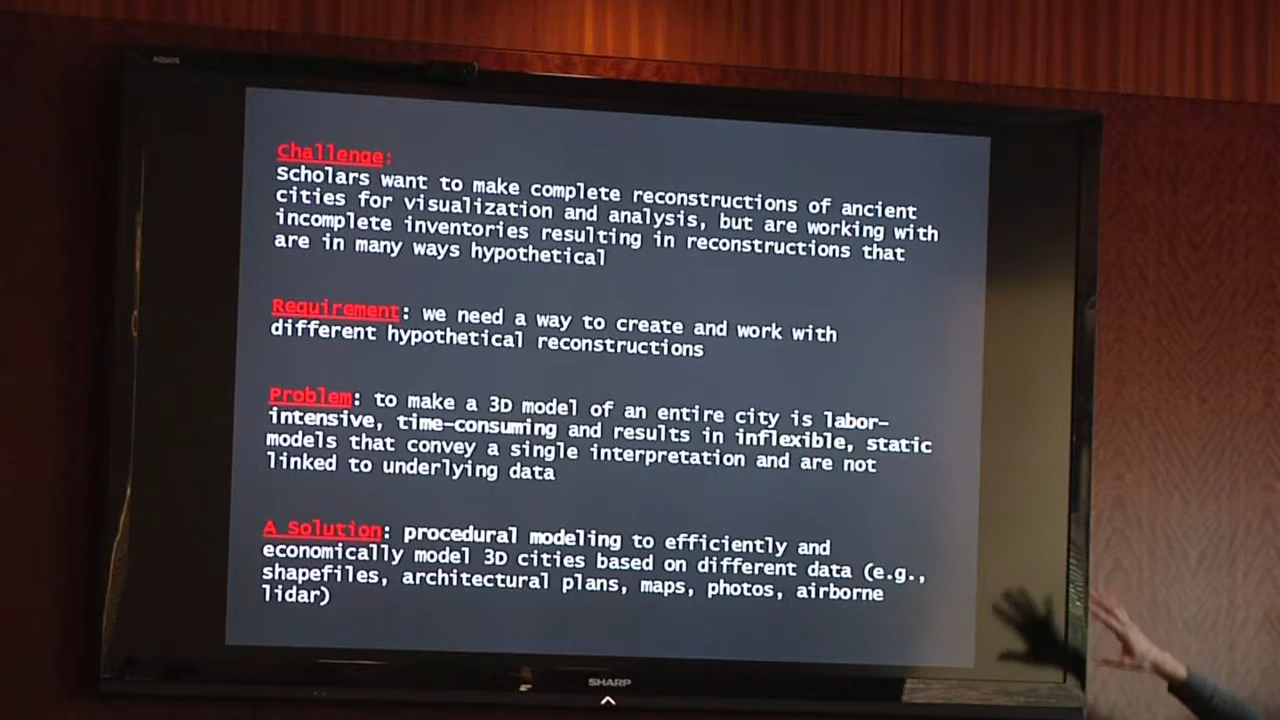 AQUOS
Challenge:
Scholars want to make complete reconstructions of ancient
cities for visualization and analysis, but are working with
incomplete inventories resulting in reconstructions that
are in many ways hypothetical
Requirement: we need a way to create and work with
different hypothetical reconstructions
Problem: to make a 3D model of an entire city is labor-
intensive, time-consuming and results in inflexible, static
models that convey a single interpretation and are not
linked to underlying data
A Solution: procedural modeling to efficiently and
economically model 3D cities based on different data (e.g.,
shapefiles, architectural plans, maps, photos, airborne
lidar)
SHARP